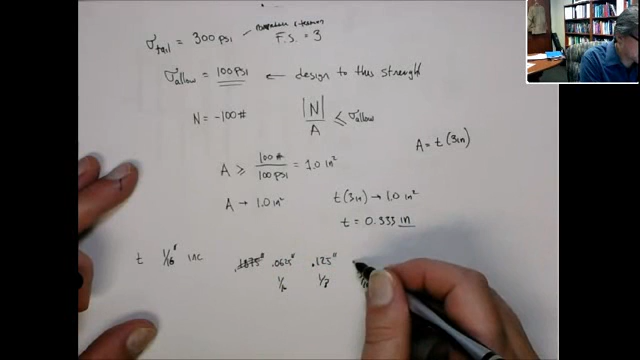 σfail = 300 psi compression & tension F.S. = 3
σallow = 100 psi ← design to this strength
N = -100# |N|/A ≤ σallow
A = t(3in)
A ≥ 100#/100psi = 1.0 in²
A → 1.0 in² t(3in) → 1.0 in²
t = 0.333 in
t 1/16" inc .0625" .125"
1/16 1/8